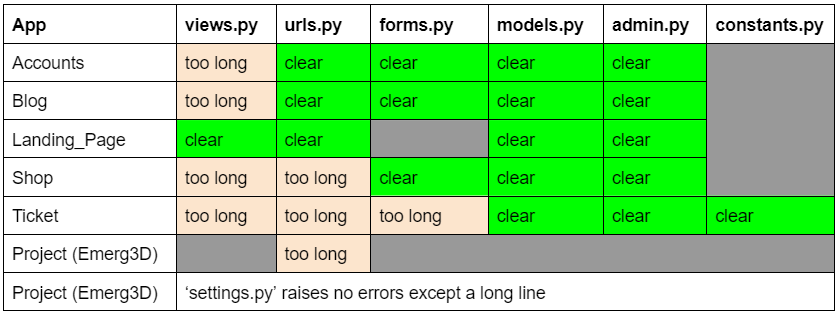 App views.py urls.py forms.py models.py admin.py constants.py
Accounts too long clear clear clear clear
Blog too long clear clear clear clear
Landing_Page clear clear clear clear
Shop too long too long clear clear clear
Ticket too long too long too long clear clear clear
Project (Emerg3D) too long
Project (Emerg3D) ‘settings.py’ raises no errors except a long line